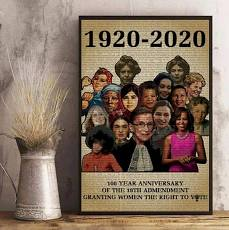 1920-2020
100 YEAR ANNIVERSARY
OF THE 19TH ADMENDMENT
GRANTING WOMEN THE RIGHT TO VOTE